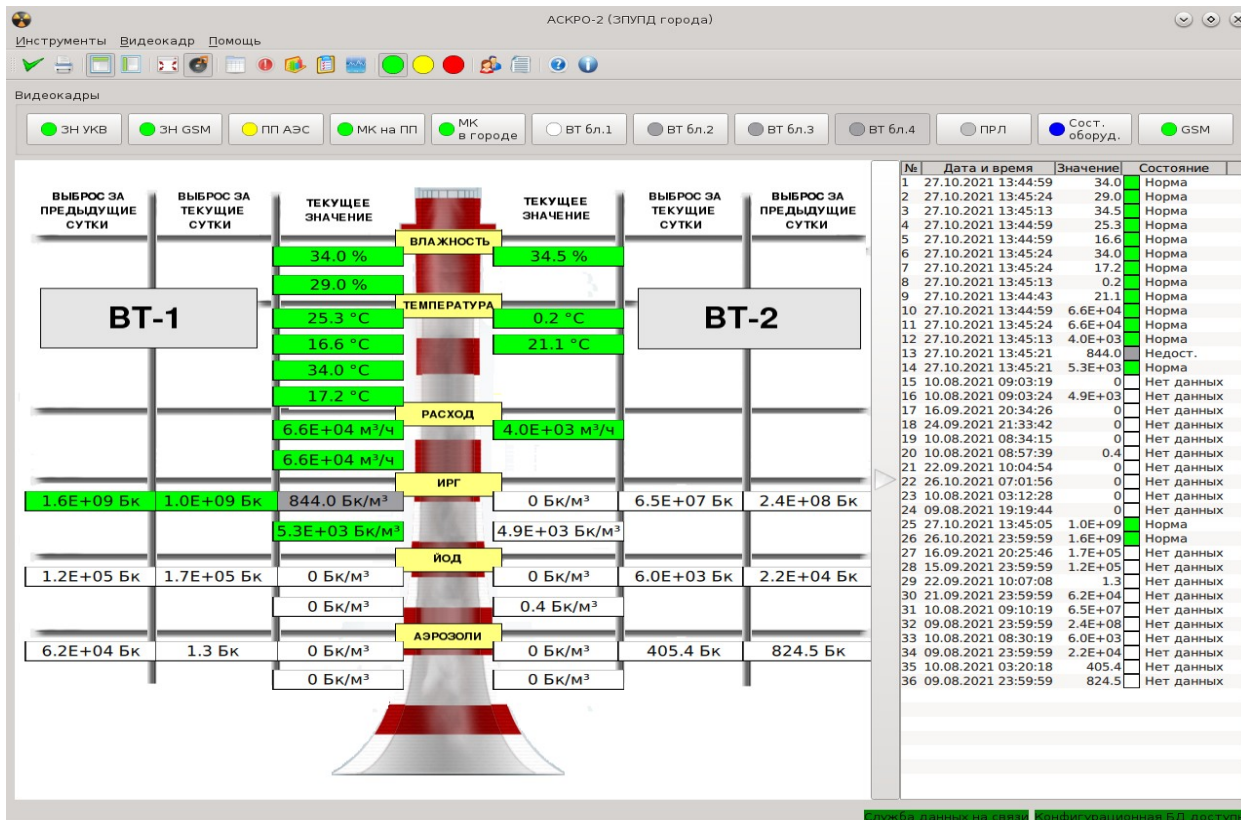 АСКРО-2 (ЗПУПД города)
Инструменты Видеокадр Помощь
Видеокадры
ЗН УКВ ЗН GSM ПП АЭС МК на ПП МК в городе ВТ бл.1 ВТ бл.2 ВТ бл.3 ВТ бл.4 ПРЛ Сост. оборуд. GSM
ВЫБРОС ЗА ПРЕДЫДУЩИЕ СУТКИ
ВЫБРОС ЗА ТЕКУЩИЕ СУТКИ
ТЕКУЩЕЕ ЗНАЧЕНИЕ
ТЕКУЩЕЕ ЗНАЧЕНИЕ
ВЫБРОС ЗА ТЕКУЩИЕ СУТКИ
ВЫБРОС ЗА ПРЕДЫДУЩИЕ СУТКИ
ВЛАЖНОСТЬ
34.0 % 34.5 %
29.0 %
ВТ-1 ВТ-2
ТЕМПЕРАТУРА
25.3 °C 0.2 °C
16.6 °C 21.1 °C
34.0 °C
17.2 °C
РАСХОД
6.6E+04 м³/ч 4.0E+03 м³/ч
6.6E+04 м³/ч
ИРГ
1.6E+09 Бк 1.0E+09 Бк 844.0 Бк/м³ 0 Бк/м³ 6.5E+07 Бк 2.4E+08 Бк
5.3E+03 Бк/м³ 4.9E+03 Бк/м³
ЙОД
1.2E+05 Бк 1.7E+05 Бк 0 Бк/м³ 0 Бк/м³ 6.0E+03 Бк 2.2E+04 Бк
0 Бк/м³ 0.4 Бк/м³
АЭРОЗОЛИ
6.2E+04 Бк 1.3 Бк 0 Бк/м³ 0 Бк/м³ 405.4 Бк 824.5 Бк
0 Бк/м³ 0 Бк/м³
№ Дата и время Значение Состояние
1 27.10.2021 13:44:59 34.0 Норма
2 27.10.2021 13:45:24 29.0 Норма
3 27.10.2021 13:45:13 34.5 Норма
4 27.10.2021 13:44:59 25.3 Норма
5 27.10.2021 13:44:59 16.6 Норма
6 27.10.2021 13:45:24 34.0 Норма
7 27.10.2021 13:45:24 17.2 Норма
8 27.10.2021 13:45:13 0.2 Норма
9 27.10.2021 13:44:43 21.1 Норма
10 27.10.2021 13:44:59 6.6E+04 Норма
11 27.10.2021 13:45:24 6.6E+04 Норма
12 27.10.2021 13:45:13 4.0E+03 Норма
13 27.10.2021 13:45:21 844.0 Недост.
14 27.10.2021 13:45:21 5.3E+03 Норма
15 10.08.2021 09:03:19 0 Нет данных
16 10.08.2021 09:03:24 4.9E+03 Нет данных
17 16.09.2021 20:34:26 0 Нет данных
18 24.09.2021 21:33:42 0 Нет данных
19 10.08.2021 08:34:15 0 Нет данных
20 10.08.2021 08:57:39 0.4 Нет данных
21 22.09.2021 10:04:54 0 Нет данных
22 26.10.2021 07:01:56 0 Нет данных
23 10.08.2021 03:12:28 0 Нет данных
24 09.08.2021 19:19:44 0 Нет данных
25 27.10.2021 13:45:05 1.0E+09 Норма
26 26.10.2021 23:59:59 1.6E+09 Норма
27 16.09.2021 20:25:46 1.7E+05 Нет данных
28 15.09.2021 23:59:59 1.2E+05 Нет данных
29 22.09.2021 10:07:08 1.3 Нет данных
30 21.09.2021 23:59:59 6.2E+04 Нет данных
31 10.08.2021 09:10:19 6.5E+07 Нет данных
32 09.08.2021 23:59:59 2.4E+08 Нет данных
33 10.08.2021 08:30:19 6.0E+03 Нет данных
34 09.08.2021 23:59:59 2.2E+04 Нет данных
35 10.08.2021 03:20:18 405.4 Нет данных
36 09.08.2021 23:59:59 824.5 Нет данных
Служба данных на связи Конфигурационная БД